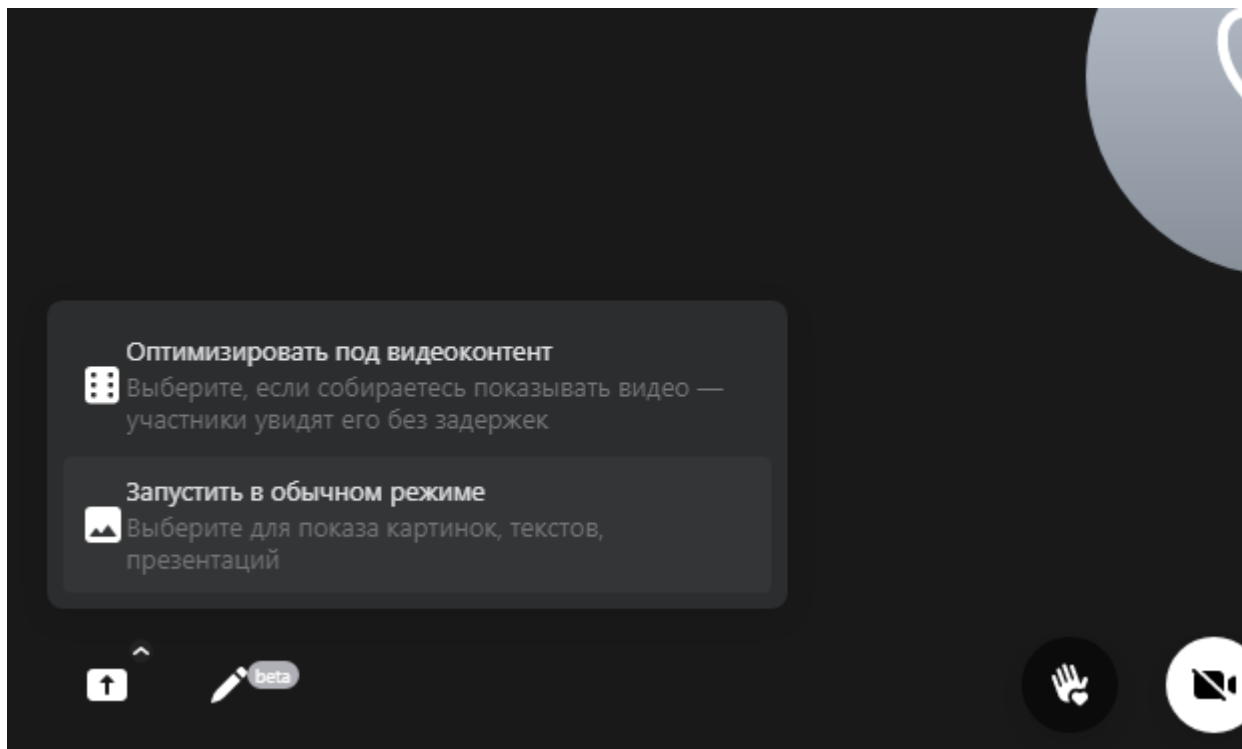 Оптимизировать под видеоконтент
Выберите, если собираетесь показывать видео —
участники увидят его без задержек
Запустить в обычном режиме
Выберите для показа картинок, текстов,
презентаций
beta